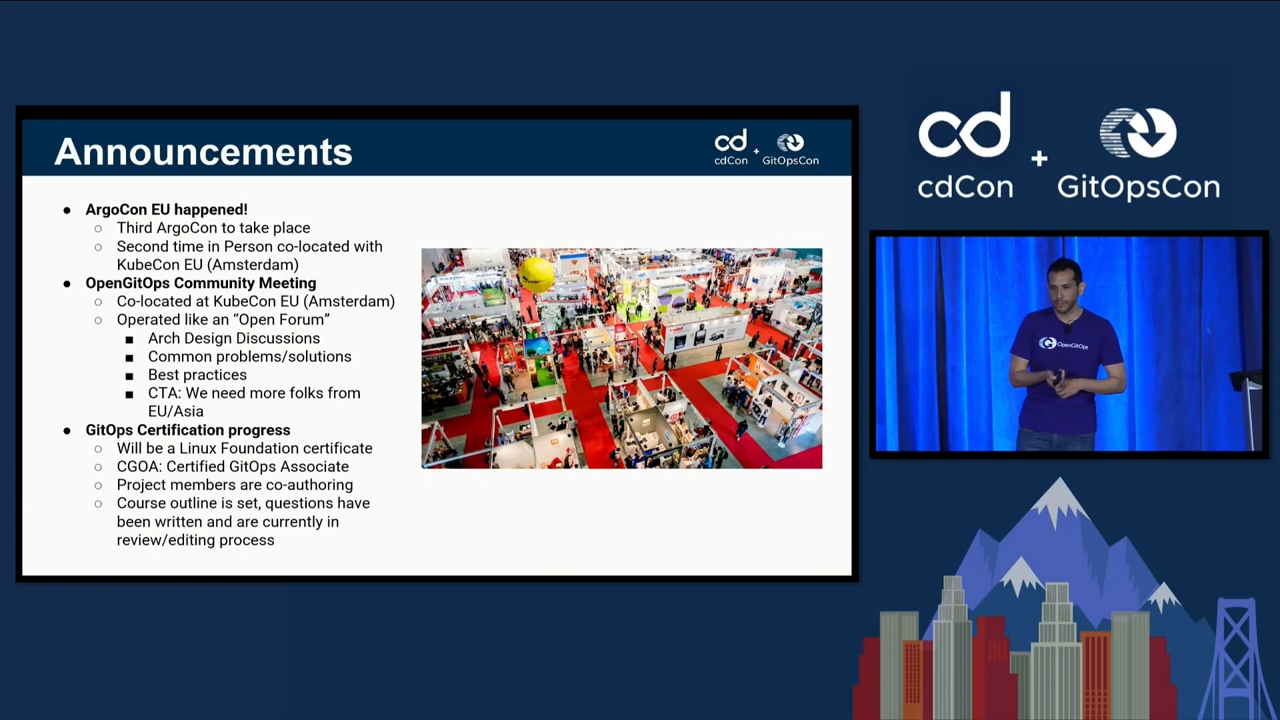 Announcements
cd
cdCon
+
GitOpsCon
● ArgoCon EU happened!
○ Third ArgoCon to take place
○ Second time in Person co-located with
KubeCon EU (Amsterdam)
● OpenGitOps Community Meeting
○ Co-located at KubeCon EU (Amsterdam)
○ Operated like an “Open Forum”
■ Arch Design Discussions
■ Common problems/solutions
■ Best practices
■ CTA: We need more folks from
EU/Asia
● GitOps Certification progress
○ Will be a Linux Foundation certificate
○ CGOA: Certified GitOps Associate
○ Project members are co-authoring
○ Course outline is set, questions have
been written and are currently in
review/editing process
cd
cdCon
+
GitOpsCon
OpenGitOps